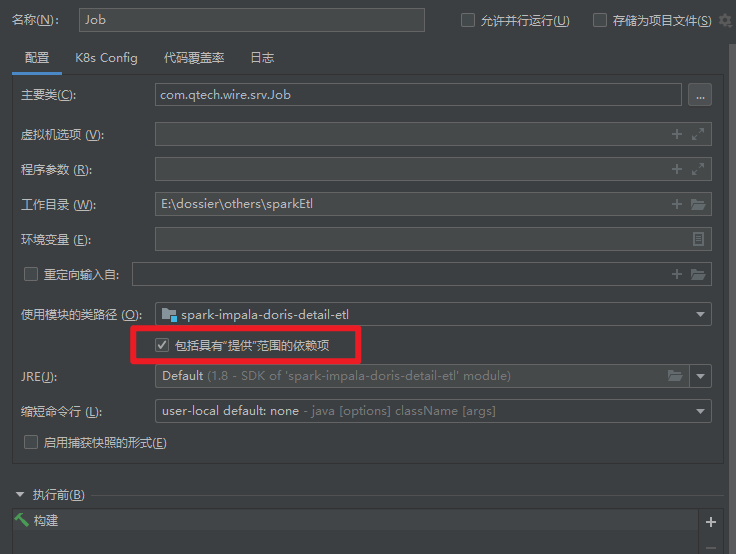 名称(N): Job 允许并行运行(U) 存储为项目文件(S)
配置 K8s Config 代码覆盖率 日志
主要类(C): com.qtech.wire.srv.Job ...
虚拟机选项 (V):
程序参数 (R):
工作目录 (W): E:\dossier\others\sparkEtl
环境变量 (E):
重定向输入自:
使用模块的类路径 (O): spark-impala-doris-detail-etl
包括具有“提供”范围的依赖项
JRE(J): Default (1.8 - SDK of 'spark-impala-doris-detail-etl' module)
缩短命令行 (L): user-local default: none - java [options] className [args]
启用捕获快照的形式(E)
执行前(B)
构建